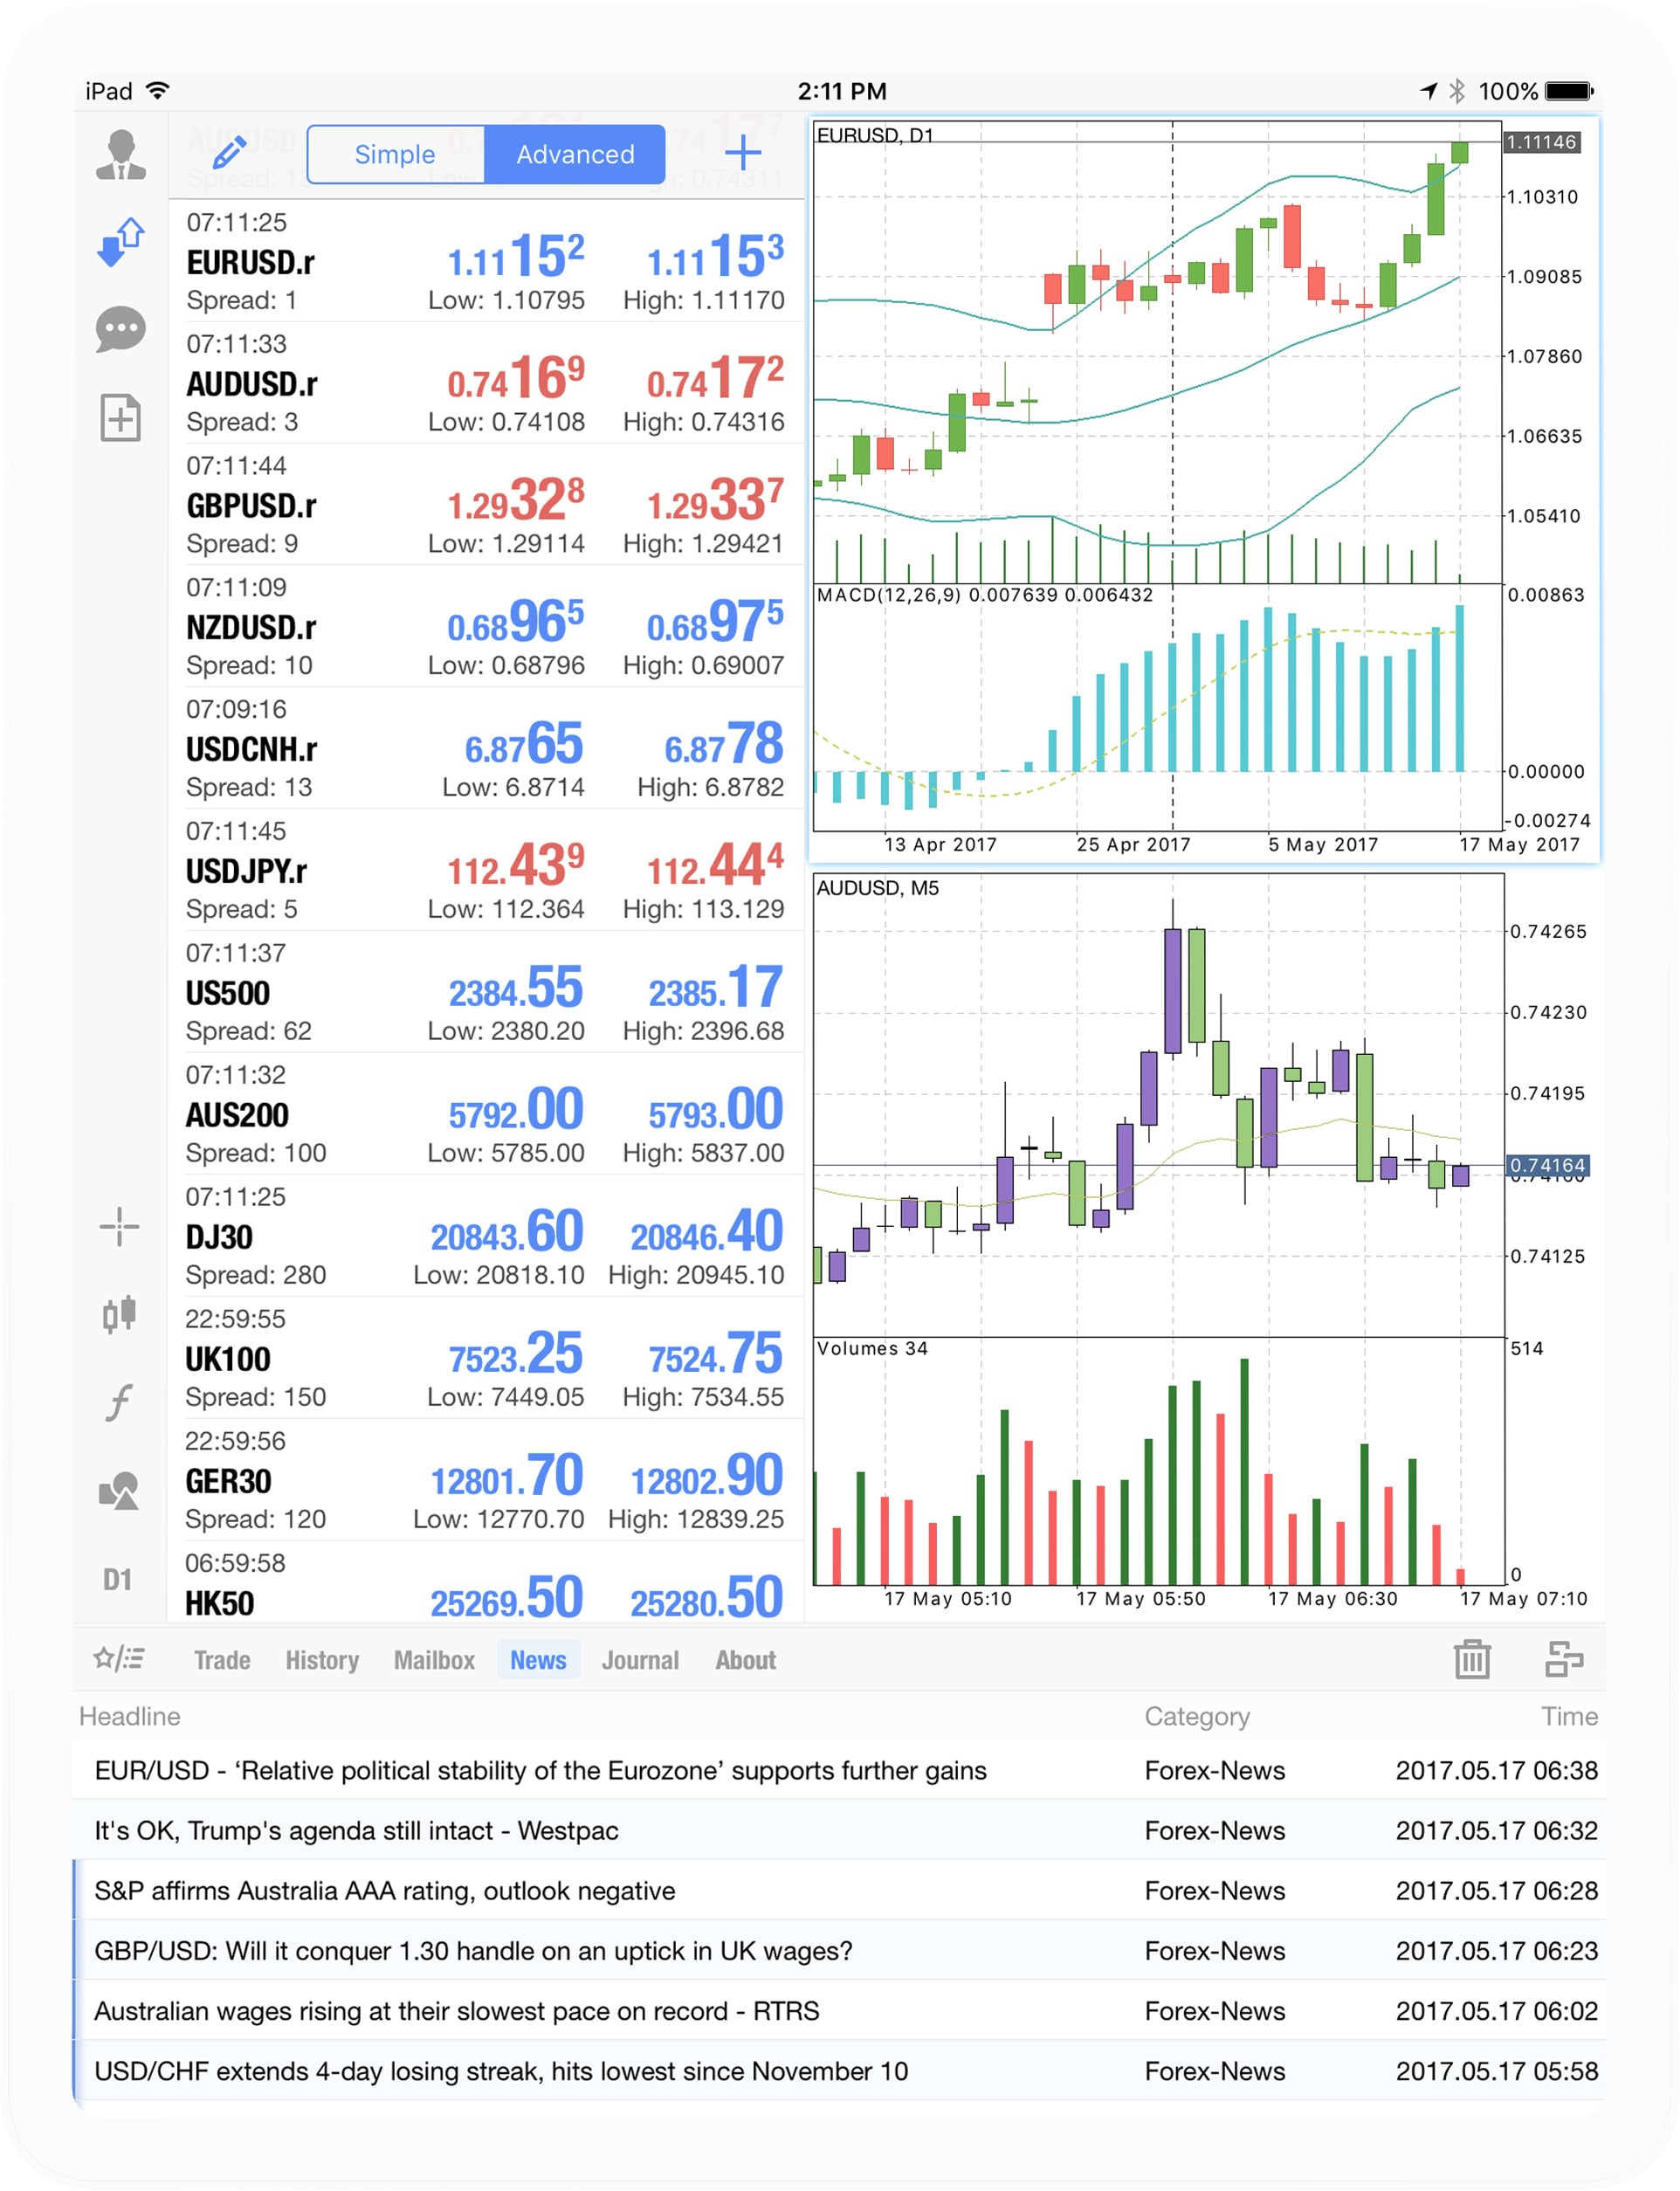 iPad
2:11 PM
100%
Simple
Advanced
07:11:25
EURUSD.r 1.11152 1.11153
Spread: 1 Low: 1.10795 High: 1.11170
07:11:33
AUDUSD.r 0.74169 0.74172
Spread: 3 Low: 0.74108 High: 0.74316
07:11:44
GBPUSD.r 1.29328 1.29337
Spread: 9 Low: 1.29114 High: 1.29421
07:11:09
NZDUSD.r 0.68965 0.68975
Spread: 10 Low: 0.68796 High: 0.69007
07:09:16
USDCNH.r 6.8765 6.8778
Spread: 13 Low: 6.8714 High: 6.8782
07:11:45
USDJPY.r 112.439 112.444
Spread: 5 Low: 112.364 High: 113.129
07:11:37
US500 2384.55 2385.17
Spread: 62 Low: 2380.20 High: 2396.68
07:11:32
AUS200 5792.00 5793.00
Spread: 100 Low: 5785.00 High: 5837.00
07:11:25
DJ30 20843.60 20846.40
Spread: 280 Low: 20818.10 High: 20945.10
22:59:55
UK100 7523.25 7524.75
Spread: 150 Low: 7449.05 High: 7534.55
22:59:56
GER30 12801.70 12802.90
Spread: 120 Low: 12770.70 High: 12839.25
06:59:58
HK50 25269.50 25280.50
D1
EURUSD, D1
1.11146
1.10310
1.09085
1.07860
1.06635
1.05410
MACD(12,26,9) 0.007639 0.006432
0.00863
0.00000
-0.00274
13 Apr 2017 25 Apr 2017 5 May 2017 17 May 2017
AUDUSD, M5
0.74265
0.74230
0.74195
0.74164
0.74125
Volumes 34
514
0
17 May 05:10 17 May 05:50 17 May 06:30 17 May 07:10
Trade History Mailbox News Journal About
Headline Category Time
EUR/USD - ‘Relative political stability of the Eurozone’ supports further gains Forex-News 2017.05.17 06:38
It's OK, Trump's agenda still intact - Westpac Forex-News 2017.05.17 06:32
S&P affirms Australia AAA rating, outlook negative Forex-News 2017.05.17 06:28
GBP/USD: Will it conquer 1.30 handle on an uptick in UK wages? Forex-News 2017.05.17 06:23
Australian wages rising at their slowest pace on record - RTRS Forex-News 2017.05.17 06:02
USD/CHF extends 4-day losing streak, hits lowest since November 10 Forex-News 2017.05.17 05:58